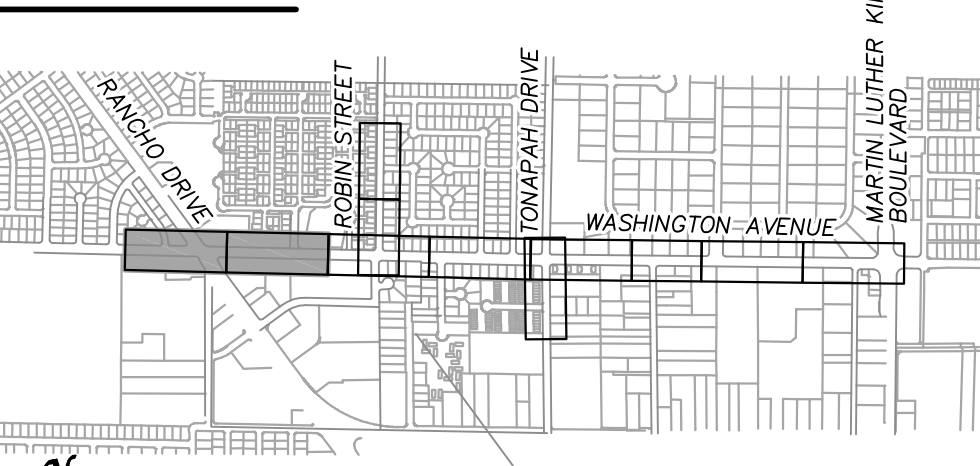 RANCHO DRIVE
ROBIN STREET
TONAPAH DRIVE
WASHINGTON AVENUE
MARTIN LUTHER
BOULEVARD